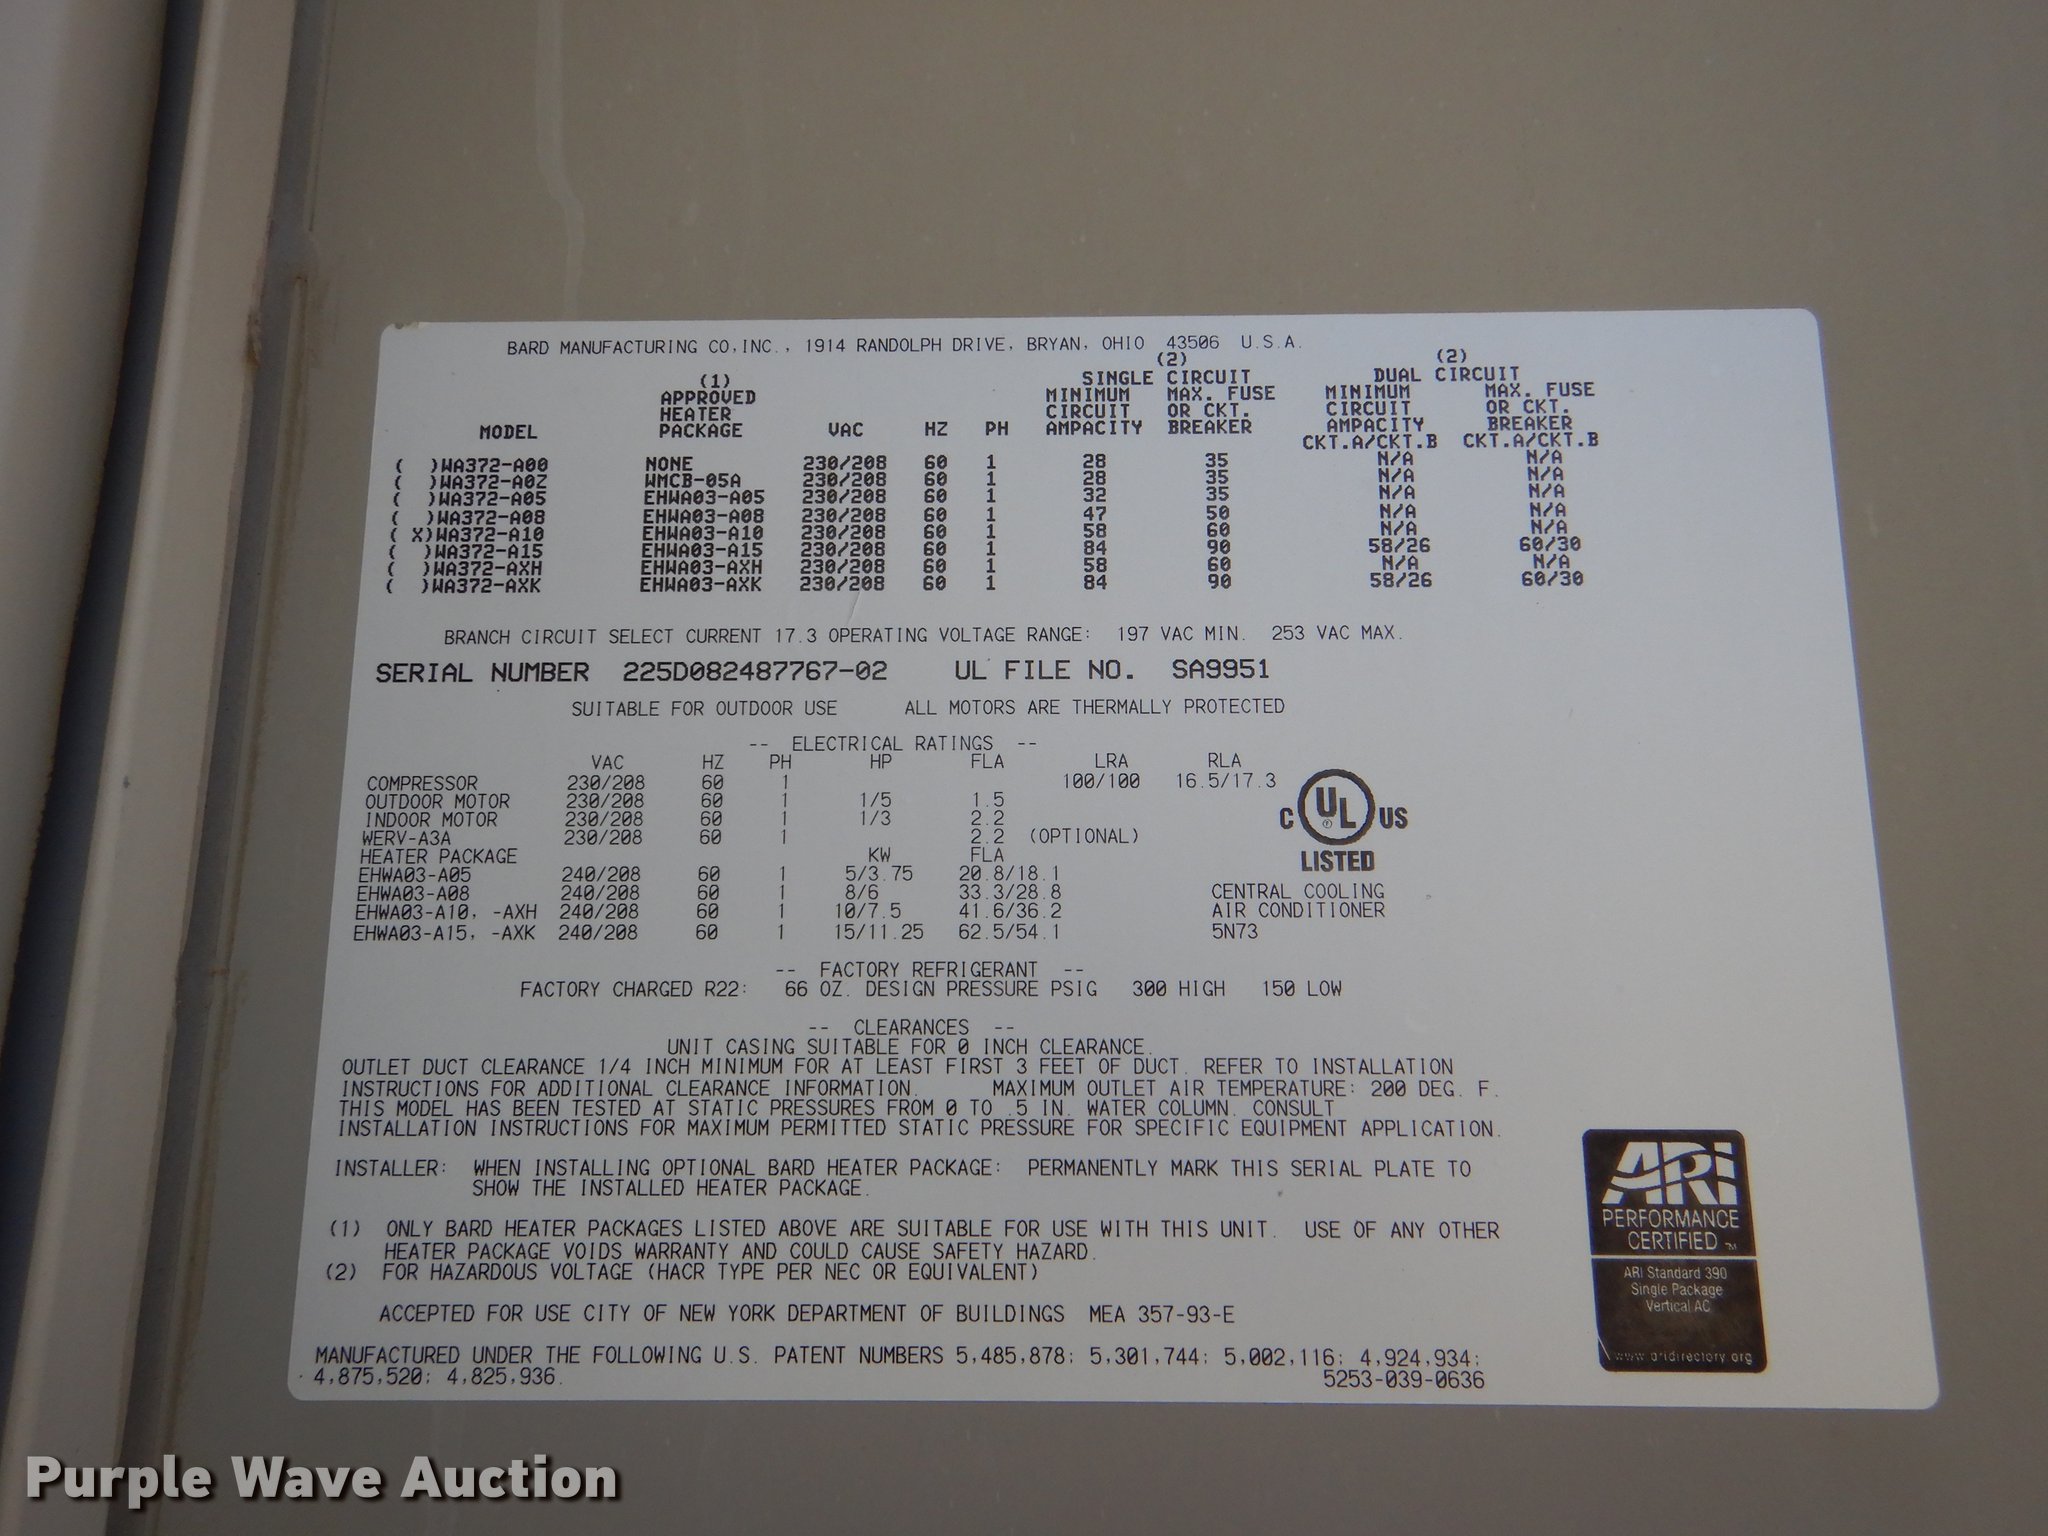 BARD MANUFACTURING CO,INC., 1914 RANDOLPH DRIVE, BRYAN, OHIO 43506 U.S.A.
(2) (2)
(1) SINGLE CIRCUIT DUAL CIRCUIT
APPROVED MINIMUM MAX. FUSE MINIMUM MAX. FUSE
HEATER CIRCUIT OR CKT. CIRCUIT OR CKT.
MODEL PACKAGE VAC HZ PH AMPACITY BREAKER AMPACITY BREAKER
CKT.A/CKT.B CKT.A/CKT.B
( )WA372-A00 NONE 230/208 60 1 28 35 N/A N/A
( )WA372-A0Z WMCB-05A 230/208 60 1 28 35 N/A N/A
( )WA372-A05 EHWA03-A05 230/208 60 1 32 35 N/A N/A
( )WA372-A08 EHWA03-A08 230/208 60 1 47 50 N/A N/A
( X)WA372-A10 EHWA03-A10 230/208 60 1 58 60 N/A N/A
( )WA372-A15 EHWA03-A15 230/208 60 1 84 90 58/26 60/30
( )WA372-AXH EHWA03-AXH 230/208 60 1 58 60 N/A N/A
( )WA372-AXK EHWA03-AXK 230/208 60 1 84 90 58/26 60/30
BRANCH CIRCUIT SELECT CURRENT 17.3 OPERATING VOLTAGE RANGE: 197 VAC MIN. 253 VAC MAX.
SERIAL NUMBER 225D082487767-02 UL FILE NO. SA9951
SUITABLE FOR OUTDOOR USE ALL MOTORS ARE THERMALLY PROTECTED
-- ELECTRICAL RATINGS --
VAC HZ PH HP FLA LRA RLA
COMPRESSOR 230/208 60 1 100/100 16.5/17.3
OUTDOOR MOTOR 230/208 60 1 1/5 1.5
INDOOR MOTOR 230/208 60 1 1/3 2.2
WERV-A3A 230/208 60 1 2.2 (OPTIONAL)
HEATER PACKAGE KW FLA
EHWA03-A05 240/208 60 1 5/3.75 20.8/18.1
EHWA03-A08 240/208 60 1 8/6 33.3/28.8
EHWA03-A10, -AXH 240/208 60 1 10/7.5 41.6/36.2
EHWA03-A15, -AXK 240/208 60 1 15/11.25 62.5/54.1
C UL ® US
LISTED
CENTRAL COOLING
AIR CONDITIONER
5N73
-- FACTORY REFRIGERANT --
FACTORY CHARGED R22: 66 OZ. DESIGN PRESSURE PSIG 300 HIGH 150 LOW
-- CLEARANCES --
UNIT CASING SUITABLE FOR 0 INCH CLEARANCE.
OUTLET DUCT CLEARANCE 1/4 INCH MINIMUM FOR AT LEAST FIRST 3 FEET OF DUCT. REFER TO INSTALLATION
INSTRUCTIONS FOR ADDITIONAL CLEARANCE INFORMATION. MAXIMUM OUTLET AIR TEMPERATURE: 200 DEG. F.
THIS MODEL HAS BEEN TESTED AT STATIC PRESSURES FROM 0 TO .5 IN. WATER COLUMN. CONSULT
INSTALLATION INSTRUCTIONS FOR MAXIMUM PERMITTED STATIC PRESSURE FOR SPECIFIC EQUIPMENT APPLICATION.
INSTALLER: WHEN INSTALLING OPTIONAL BARD HEATER PACKAGE: PERMANENTLY MARK THIS SERIAL PLATE TO
SHOW THE INSTALLED HEATER PACKAGE.
(1) ONLY BARD HEATER PACKAGES LISTED ABOVE ARE SUITABLE FOR USE WITH THIS UNIT. USE OF ANY OTHER
HEATER PACKAGE VOIDS WARRANTY AND COULD CAUSE SAFETY HAZARD.
(2) FOR HAZARDOUS VOLTAGE (HACR TYPE PER NEC OR EQUIVALENT)
ACCEPTED FOR USE CITY OF NEW YORK DEPARTMENT OF BUILDINGS MEA 357-93-E
MANUFACTURED UNDER THE FOLLOWING U.S. PATENT NUMBERS 5,485,878; 5,301,744; 5,002,116; 4,924,934;
4,875,520; 4,825,936.
5253-039-0636
ARI
PERFORMANCE
CERTIFIED ™
ARI Standard 390
Single Package
Vertical AC
www.aridirectory.org
Purple Wave Auction